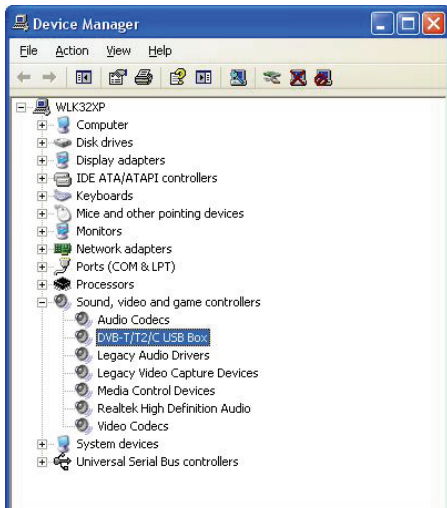 Device Manager
File Action View Help
WLK32XP
Computer
Disk drives
Display adapters
IDE ATA/ATAPI controllers
Keyboards
Mice and other pointing devices
Monitors
Network adapters
Ports (COM & LPT)
Processors
Sound, video and game controllers
Audio Codecs
DVB-T/T2/C USB Box
Legacy Audio Drivers
Legacy Video Capture Devices
Media Control Devices
Realtek High Definition Audio
Video Codecs
System devices
Universal Serial Bus controllers